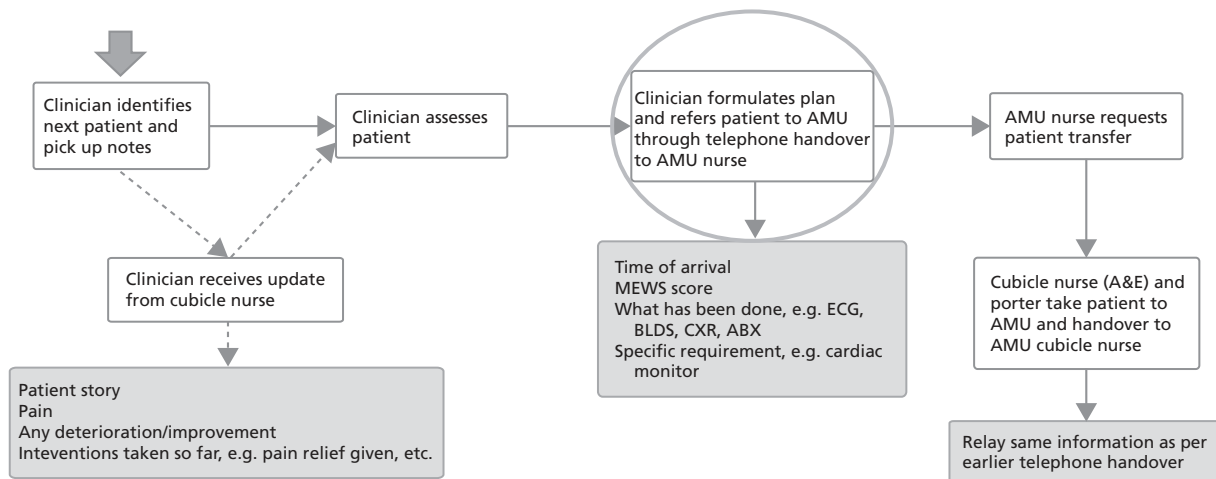 Clinician identifies
next patient and
pick up notes
Clinician assesses
patient
Clinician formulates plan
and refers patient to AMU
through telephone handover
to AMU nurse
AMU nurse requests
patient transfer
Clinician receives update
from cubicle nurse
Time of arrival
MEWS score
What has been done, e.g. ECG,
BLDS, CXR, ABX
Specific requirement, e.g. cardiac
monitor
Cubicle nurse (A&E) and
porter take patient to
AMU and handover to
AMU cubicle nurse
Patient story
Pain
Any deterioration/improvement
Inteventions taken so far, e.g. pain relief given, etc.
Relay same information as per
earlier telephone handover